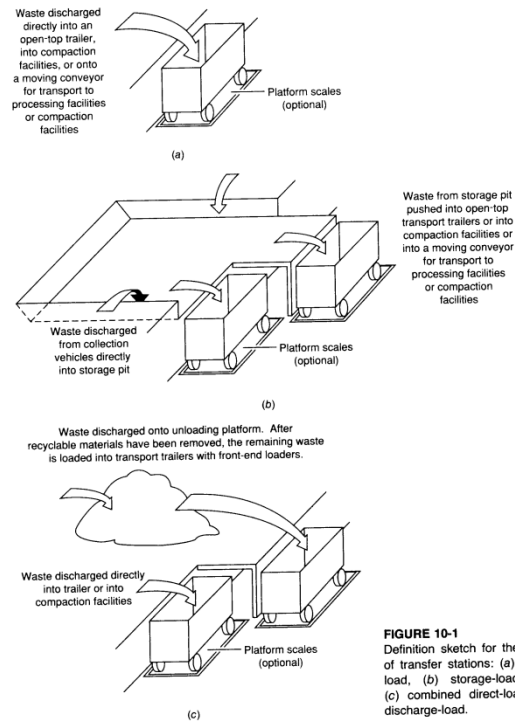 Waste discharged
directly into an
open-top trailer,
into compaction
facilities, or onto
a moving conveyor
for transport to
processing facilities
or compaction
facilities
Platform scales
(optional)
(a)
Waste from storage pit
pushed into open-top
transport trailers or into
compaction facilities or
into a moving conveyor
for transport to
processing facilities
or compaction
facilities
Waste discharged
from collection
vehicles directly
into storage pit
Platform scales
(optional)
(b)
Waste discharged onto unloading platform. After
recyclable materials have been removed, the remaining waste
is loaded into transport trailers with front-end loaders.
Waste discharged directly
into trailer or into
compaction facilities
Platform scales
(optional)
(c)
FIGURE 10-1
Definition sketch for the
of transfer stations: (a)
load, (b) storage-load
(c) combined direct-loa
discharge-load.